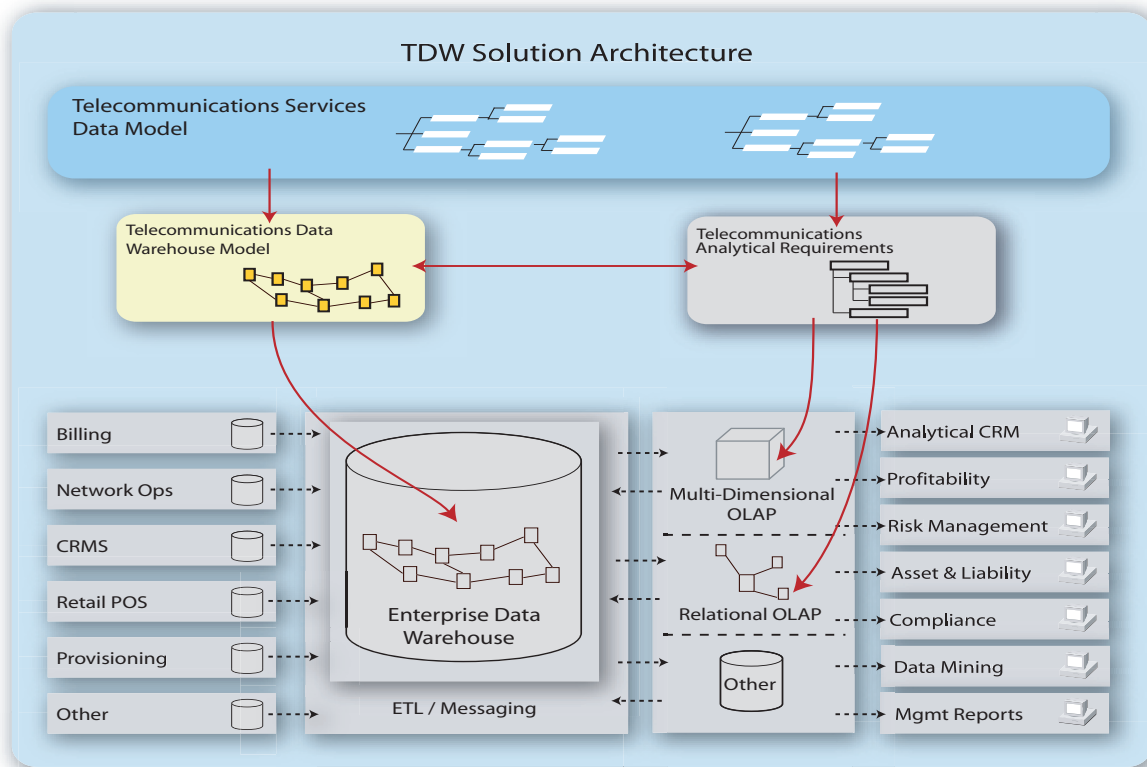 TDW Solution Architecture
Telecommunications Services
Data Model
Telecommunications Data
Warehouse Model
Telecommunications
Analytical Requirements
Billing
Network Ops
CRMS
Retail POS
Provisioning
Other
Enterprise Data
Warehouse
ETL / Messaging
Multi-Dimensional
OLAP
Relational OLAP
Other
Analytical CRM
Profitability
Risk Management
Asset & Liability
Compliance
Data Mining
Mgmt Reports